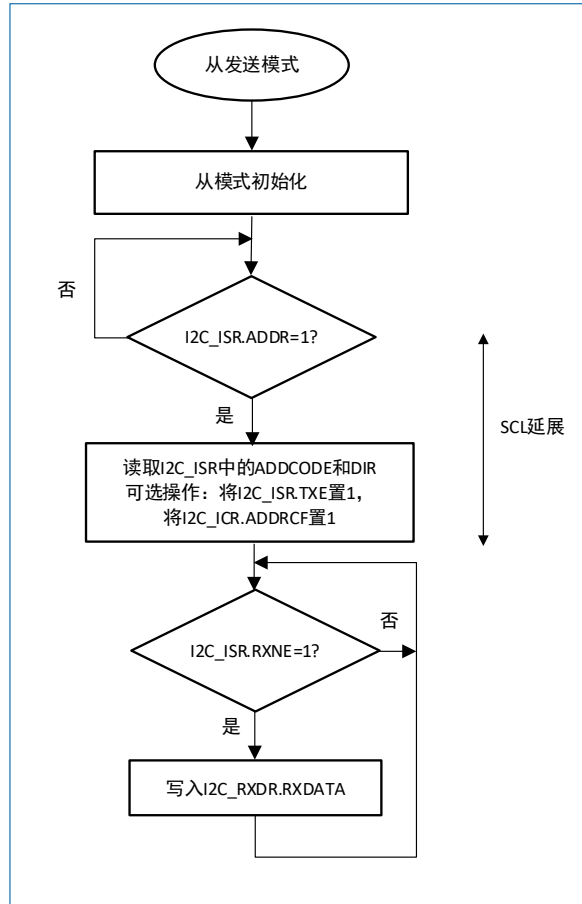 从发送模式
从模式初始化
否
I2C_ISR.ADDR=1?
是
SCL延展
读取I2C_ISR中的ADDCODE和DIR
可选操作：将I2C_ISR.TXE置1，
将I2C_ICR.ADDRCF置1
否
I2C_ISR.RXNE=1?
是
写入I2C_RXDR.RXDATA